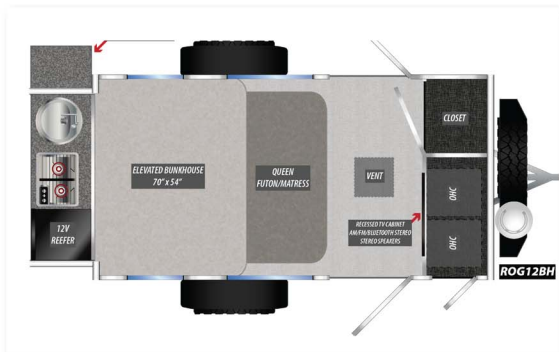 CLOSET
ELEVATED BUNKHOUSE
70" x 54"
QUEEN
FUTON/MATRESS
VENT
OHC
12V
REEFER
RECESSED TV CABINET
AM/FM/BLUETOOTH STEREO
STEREO SPEAKERS
OHC
ROG12BH